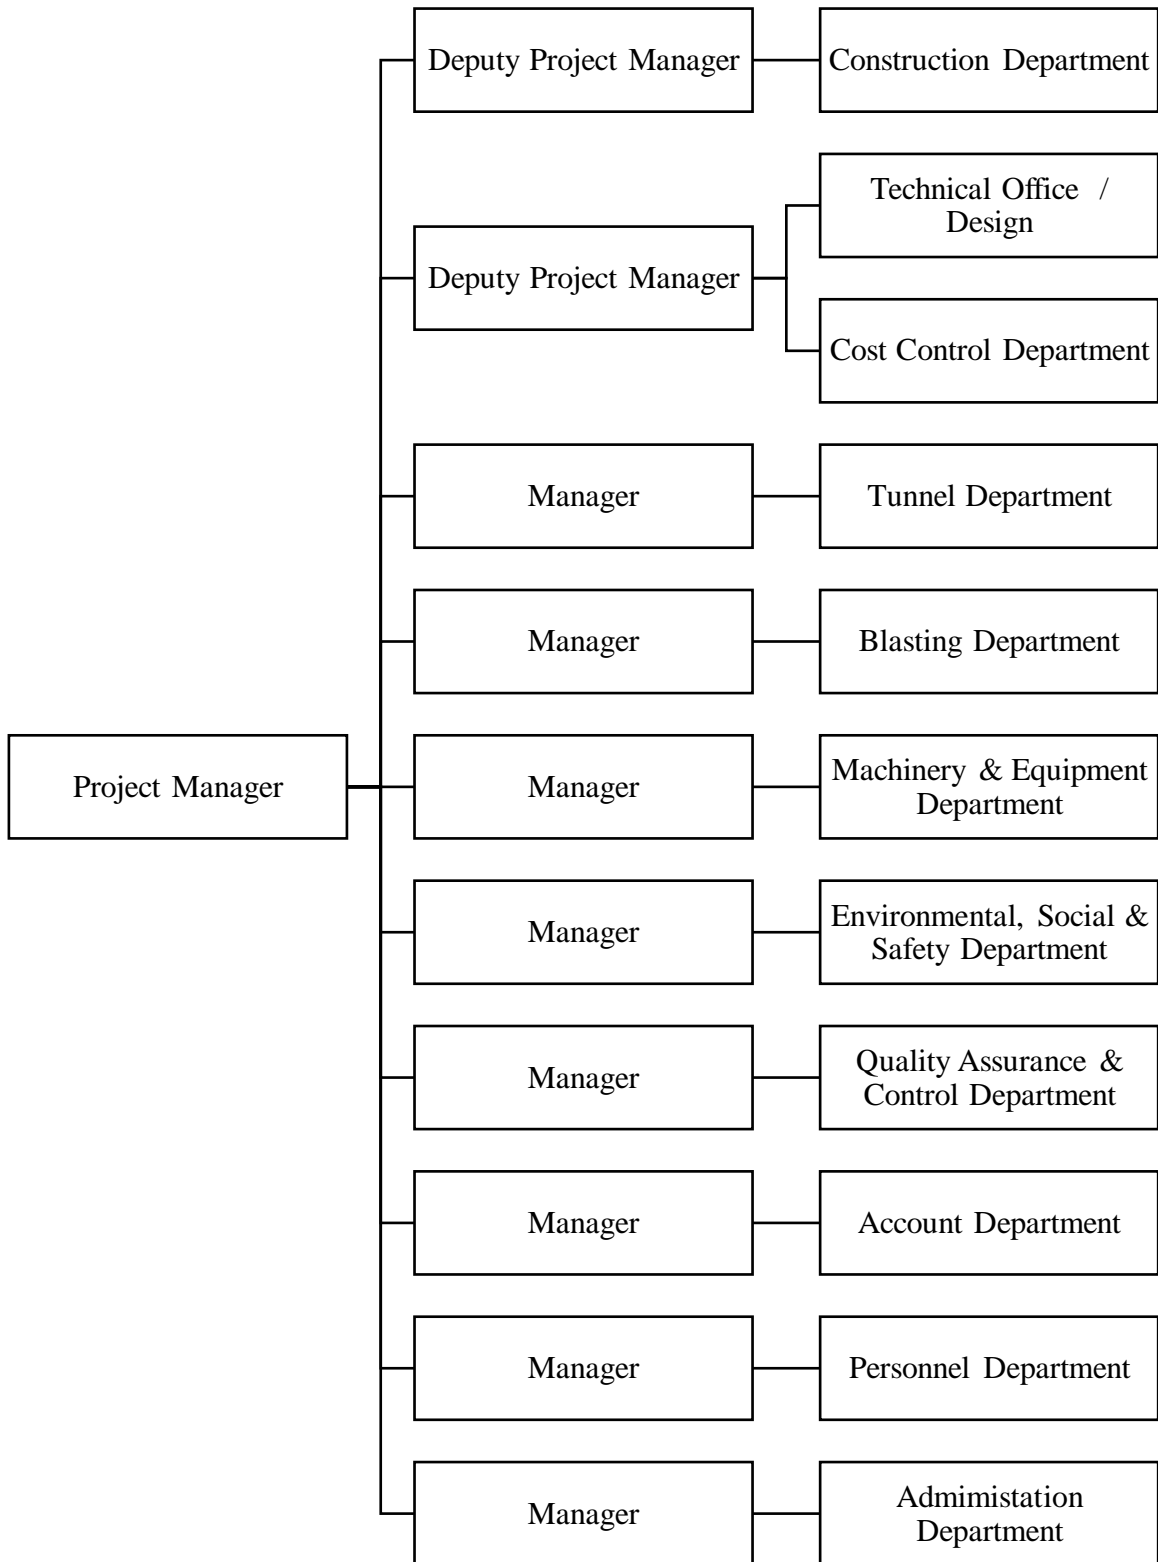 Deputy Project Manager
Construction Department
Technical Office /
Design
Deputy Project Manager
Cost Control Department
Manager
Tunnel Department
Manager
Blasting Department
Project Manager
Manager
Machinery & Equipment
Department
Manager
Environmental, Social &
Safety Department
Manager
Quality Assurance &
Control Department
Manager
Account Department
Manager
Personnel Department
Manager
Admimistation
Department